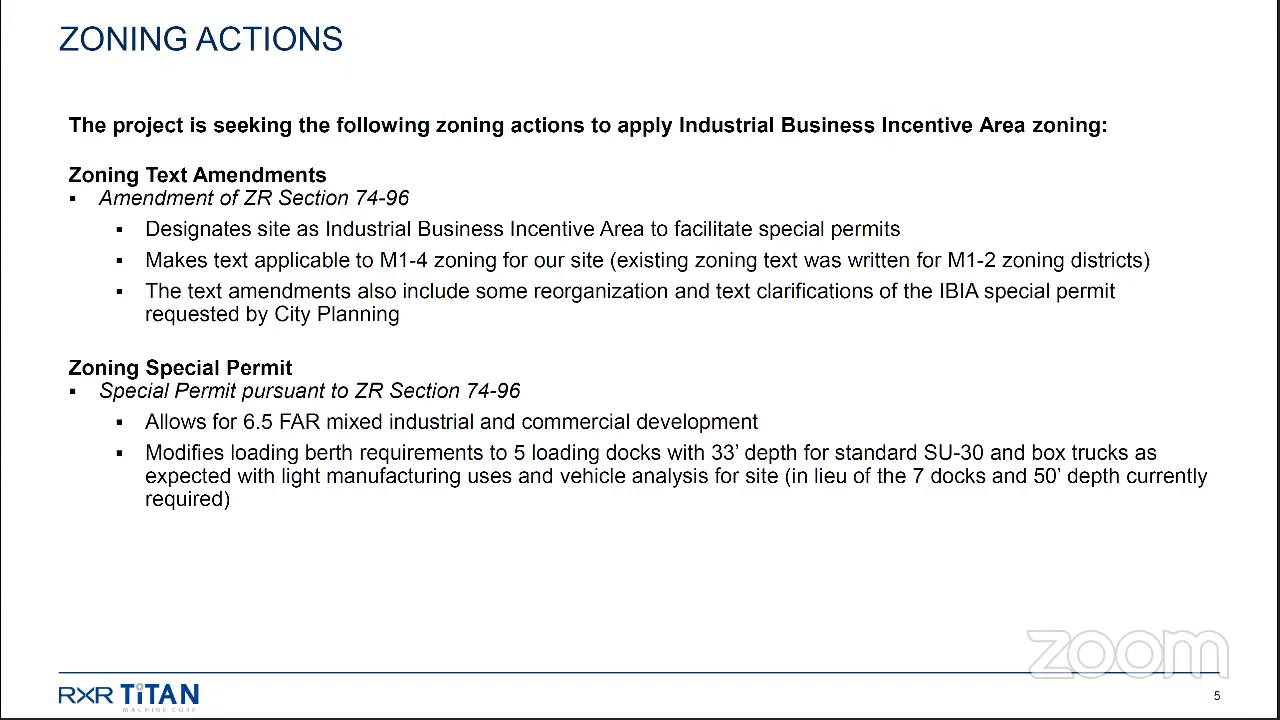 ZONING ACTIONS
The project is seeking the following zoning actions to apply Industrial Business Incentive Area zoning:
Zoning Text Amendments
▪ Amendment of ZR Section 74-96
▪ Designates site as Industrial Business Incentive Area to facilitate special permits
▪ Makes text applicable to M1-4 zoning for our site (existing zoning text was written for M1-2 zoning districts)
▪ The text amendments also include some reorganization and text clarifications of the IBIA special permit
requested by City Planning
Zoning Special Permit
▪ Special Permit pursuant to ZR Section 74-96
▪ Allows for 6.5 FAR mixed industrial and commercial development
▪ Modifies loading berth requirements to 5 loading docks with 33’ depth for standard SU-30 and box trucks as
expected with light manufacturing uses and vehicle analysis for site (in lieu of the 7 docks and 50’ depth currently
required)
zoom
RXR TiTAN
MACHINE CORP
5